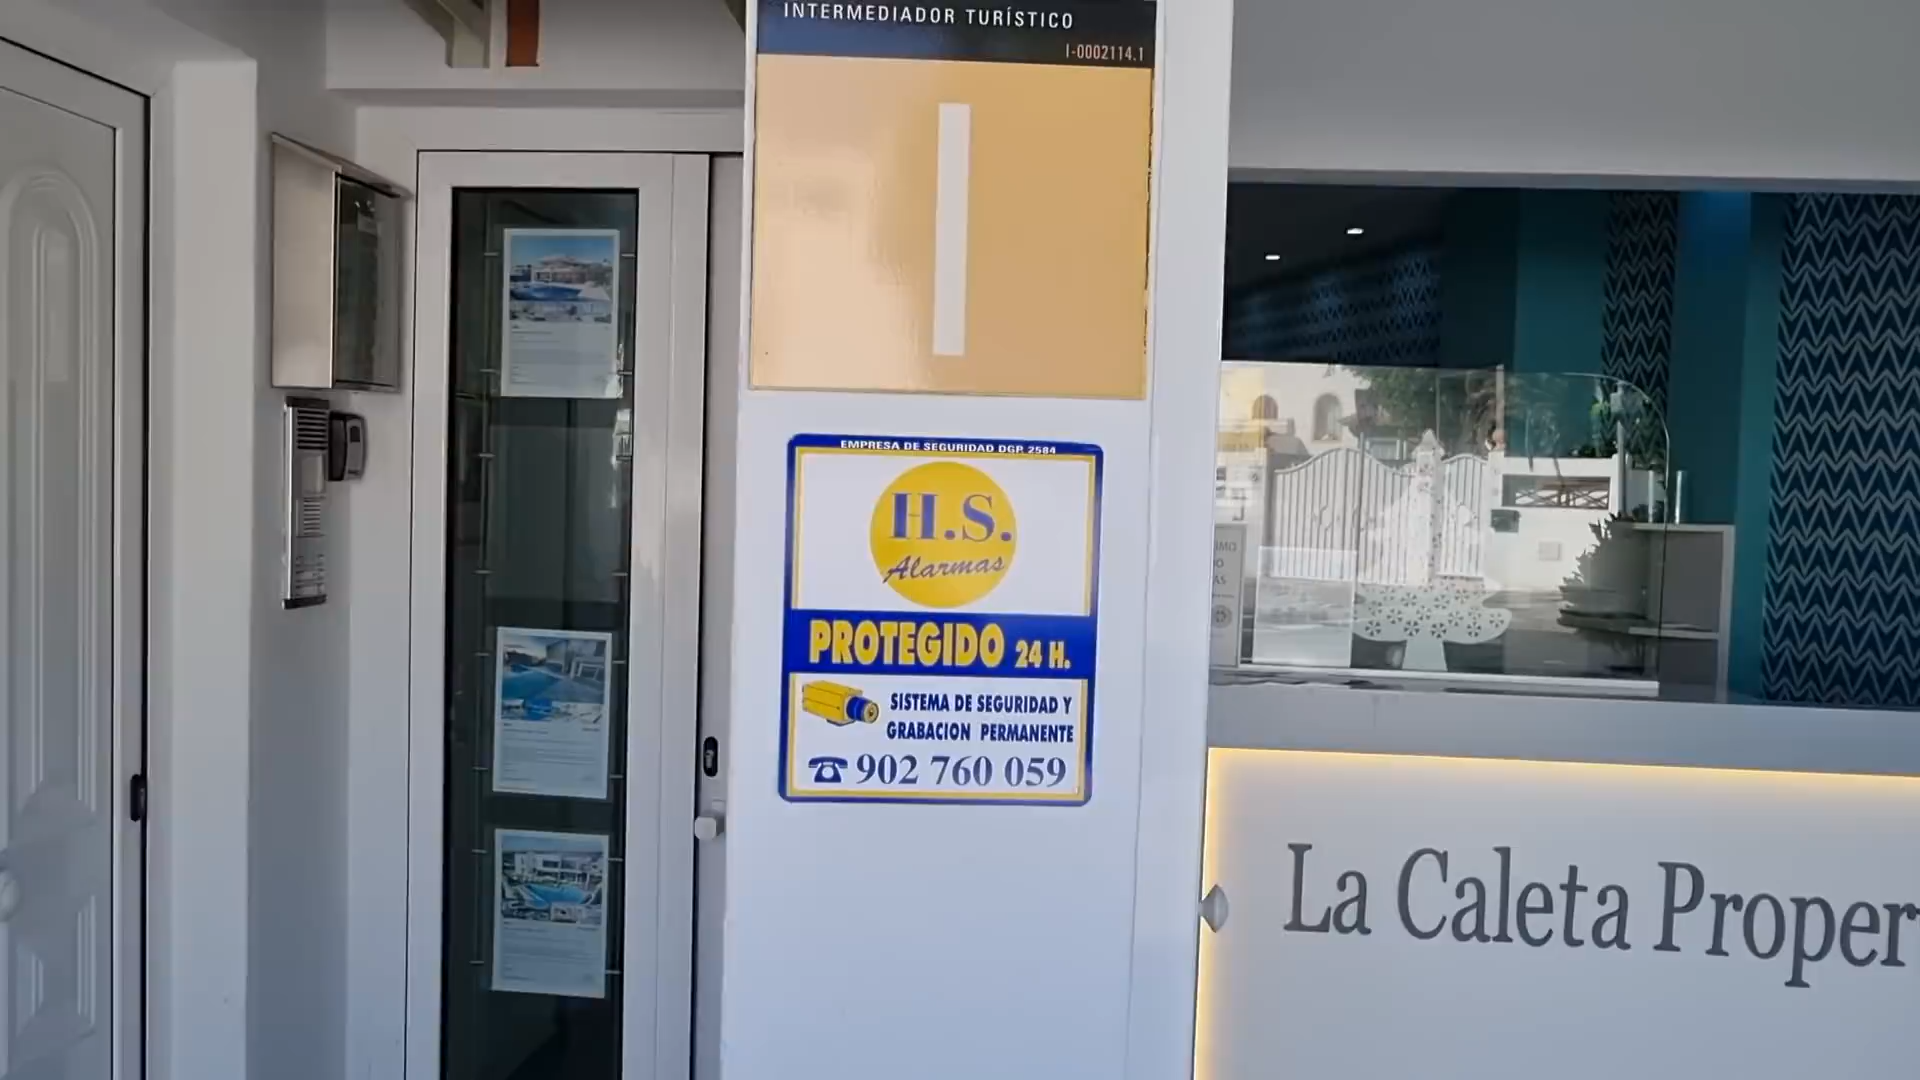 INTERMEDIADOR TURÍSTICO
I-0002114.1
EMPRESA DE SEGURIDAD DGP. 2584
H.S.
Alarmas
PROTEGIDO 24 H.
SISTEMA DE SEGURIDAD Y
GRABACION PERMANENTE
902 760 059
La Caleta Proper